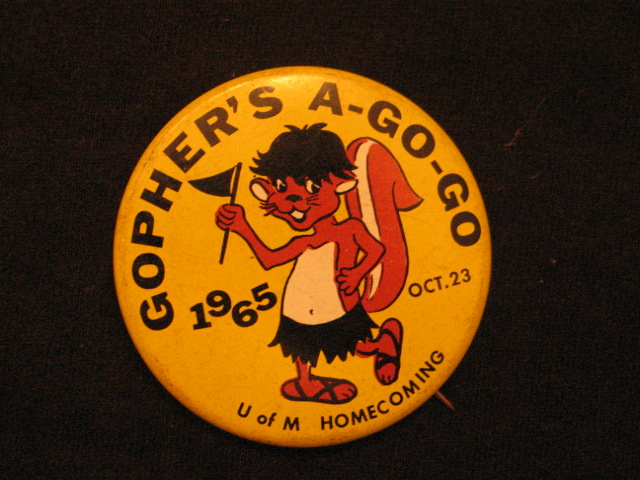 GOPHER'S A-GO-GO
1965
OCT.23
U of M HOMECOMING